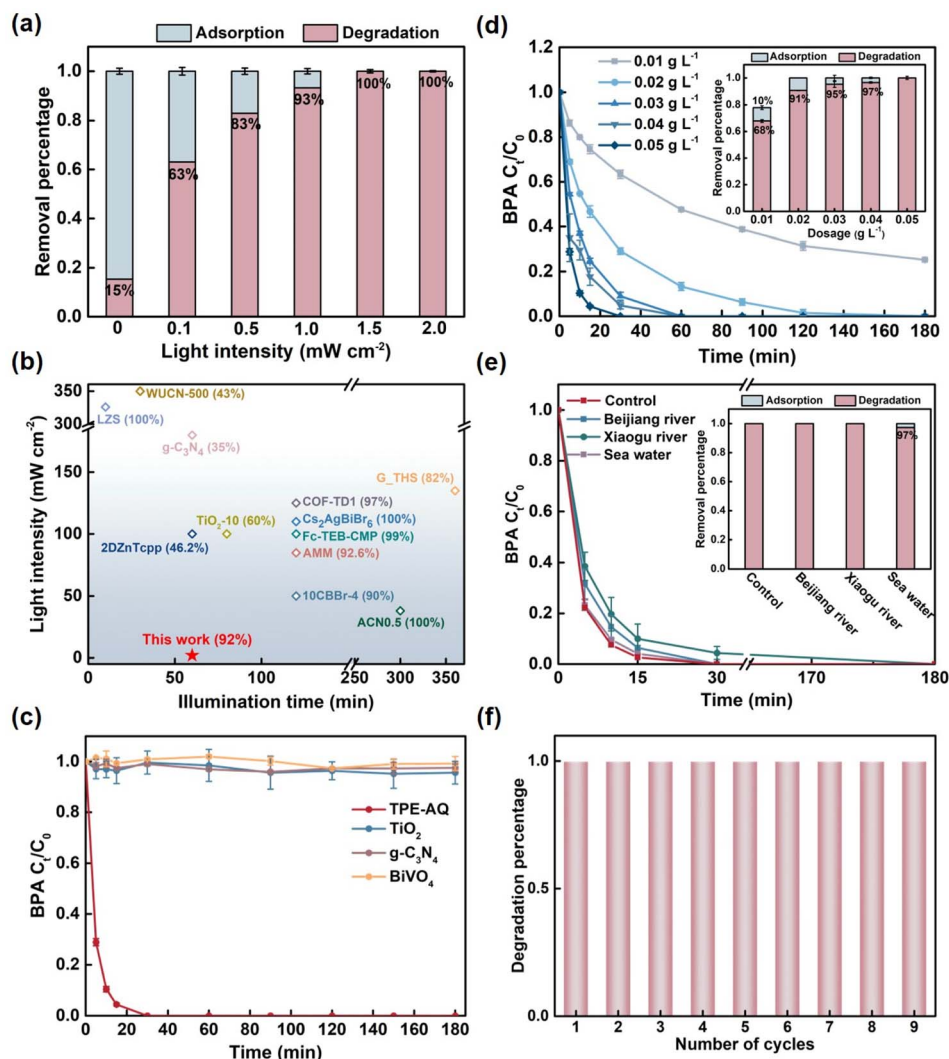 (a)
Adsorption Degradation
Removal percentage
1.0
0.8
0.6
0.4
0.2
0.0
15% 63% 83% 93% 100% 100%
0 0.1 0.5 1.0 1.5 2.0
Light intensity (mW cm⁻²)
(b)
Light intensity (mW cm⁻²)
350
300
150
100
50
0
WUCN-500 (43%)
LZS (100%)
g-C₃N₄ (35%)
G_THS (82%)
COF-TD1 (97%)
Cs₂AgBiBr₆ (100%)
TiO₂-10 (60%)
Fc-TEB-CMP (99%)
2DZnTcpp (46.2%)
AMM (92.6%)
10CBBr-4 (90%)
ACN0.5 (100%)
This work (92%)
0 50 100 250 300 350
Illumination time (min)
(c)
BPA Cₜ/C₀
1.0
0.8
0.6
0.4
0.2
0.0
TPE-AQ
TiO₂
g-C₃N₄
BiVO₄
0 20 40 60 80 100 120 140 160 180
Time (min)
(d)
BPA Cₜ/C₀
1.2
1.0
0.8
0.6
0.4
0.2
0.0
0.01 g L⁻¹
0.02 g L⁻¹
0.03 g L⁻¹
0.04 g L⁻¹
0.05 g L⁻¹
Adsorption Degradation
Removal percentage
1.0
0.8
0.6
0.4
0.2
0.0
10%
68% 91% 95% 97%
0.01 0.02 0.03 0.04 0.05
Dosage (g L⁻¹)
0 20 40 60 80 100 120 140 160 180
Time (min)
(e)
BPA Cₜ/C₀
1.0
0.8
0.6
0.4
0.2
0.0
Control
Beijiang river
Xiaogu river
Sea water
Adsorption Degradation
Removal percentage
1.0
0.8
0.6
0.4
0.2
0.0
97%
Control Beijiang river Xiaogu river Sea water
0 15 30 170 180
Time (min)
(f)
Degradation percentage
1.0
0.5
0.0
1 2 3 4 5 6 7 8 9
Number of cycles